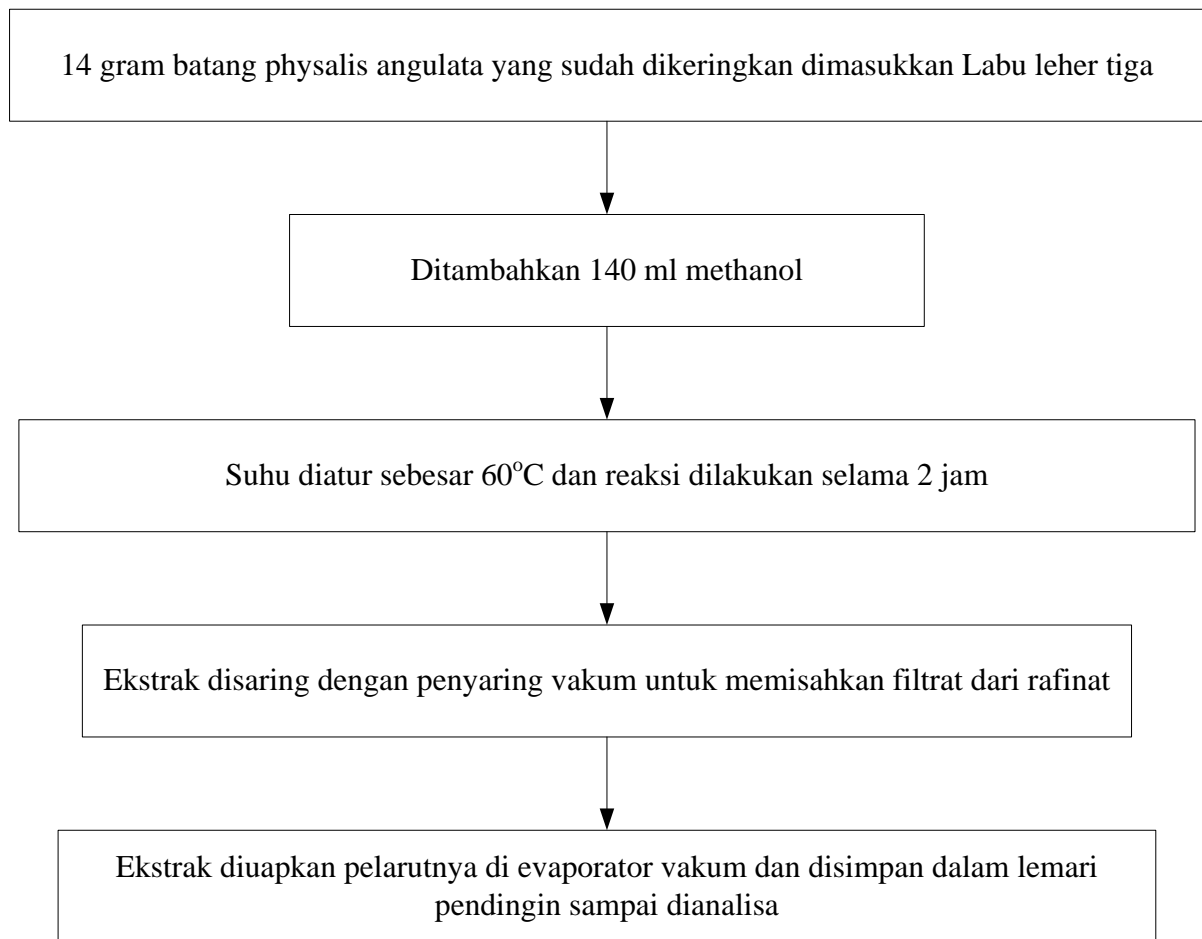 14 gram batang physalis angulata yang sudah dikeringkan dimasukkan Labu leher tiga
Ditambahkan 140 ml methanol
Suhu diatur sebesar 60°C dan reaksi dilakukan selama 2 jam
Ekstrak disaring dengan penyaring vakum untuk memisahkan filtrat dari rafinat
Ekstrak diuapkan pelarutnya di evaporator vakum dan disimpan dalam lemari
pendingin sampai dianalisa